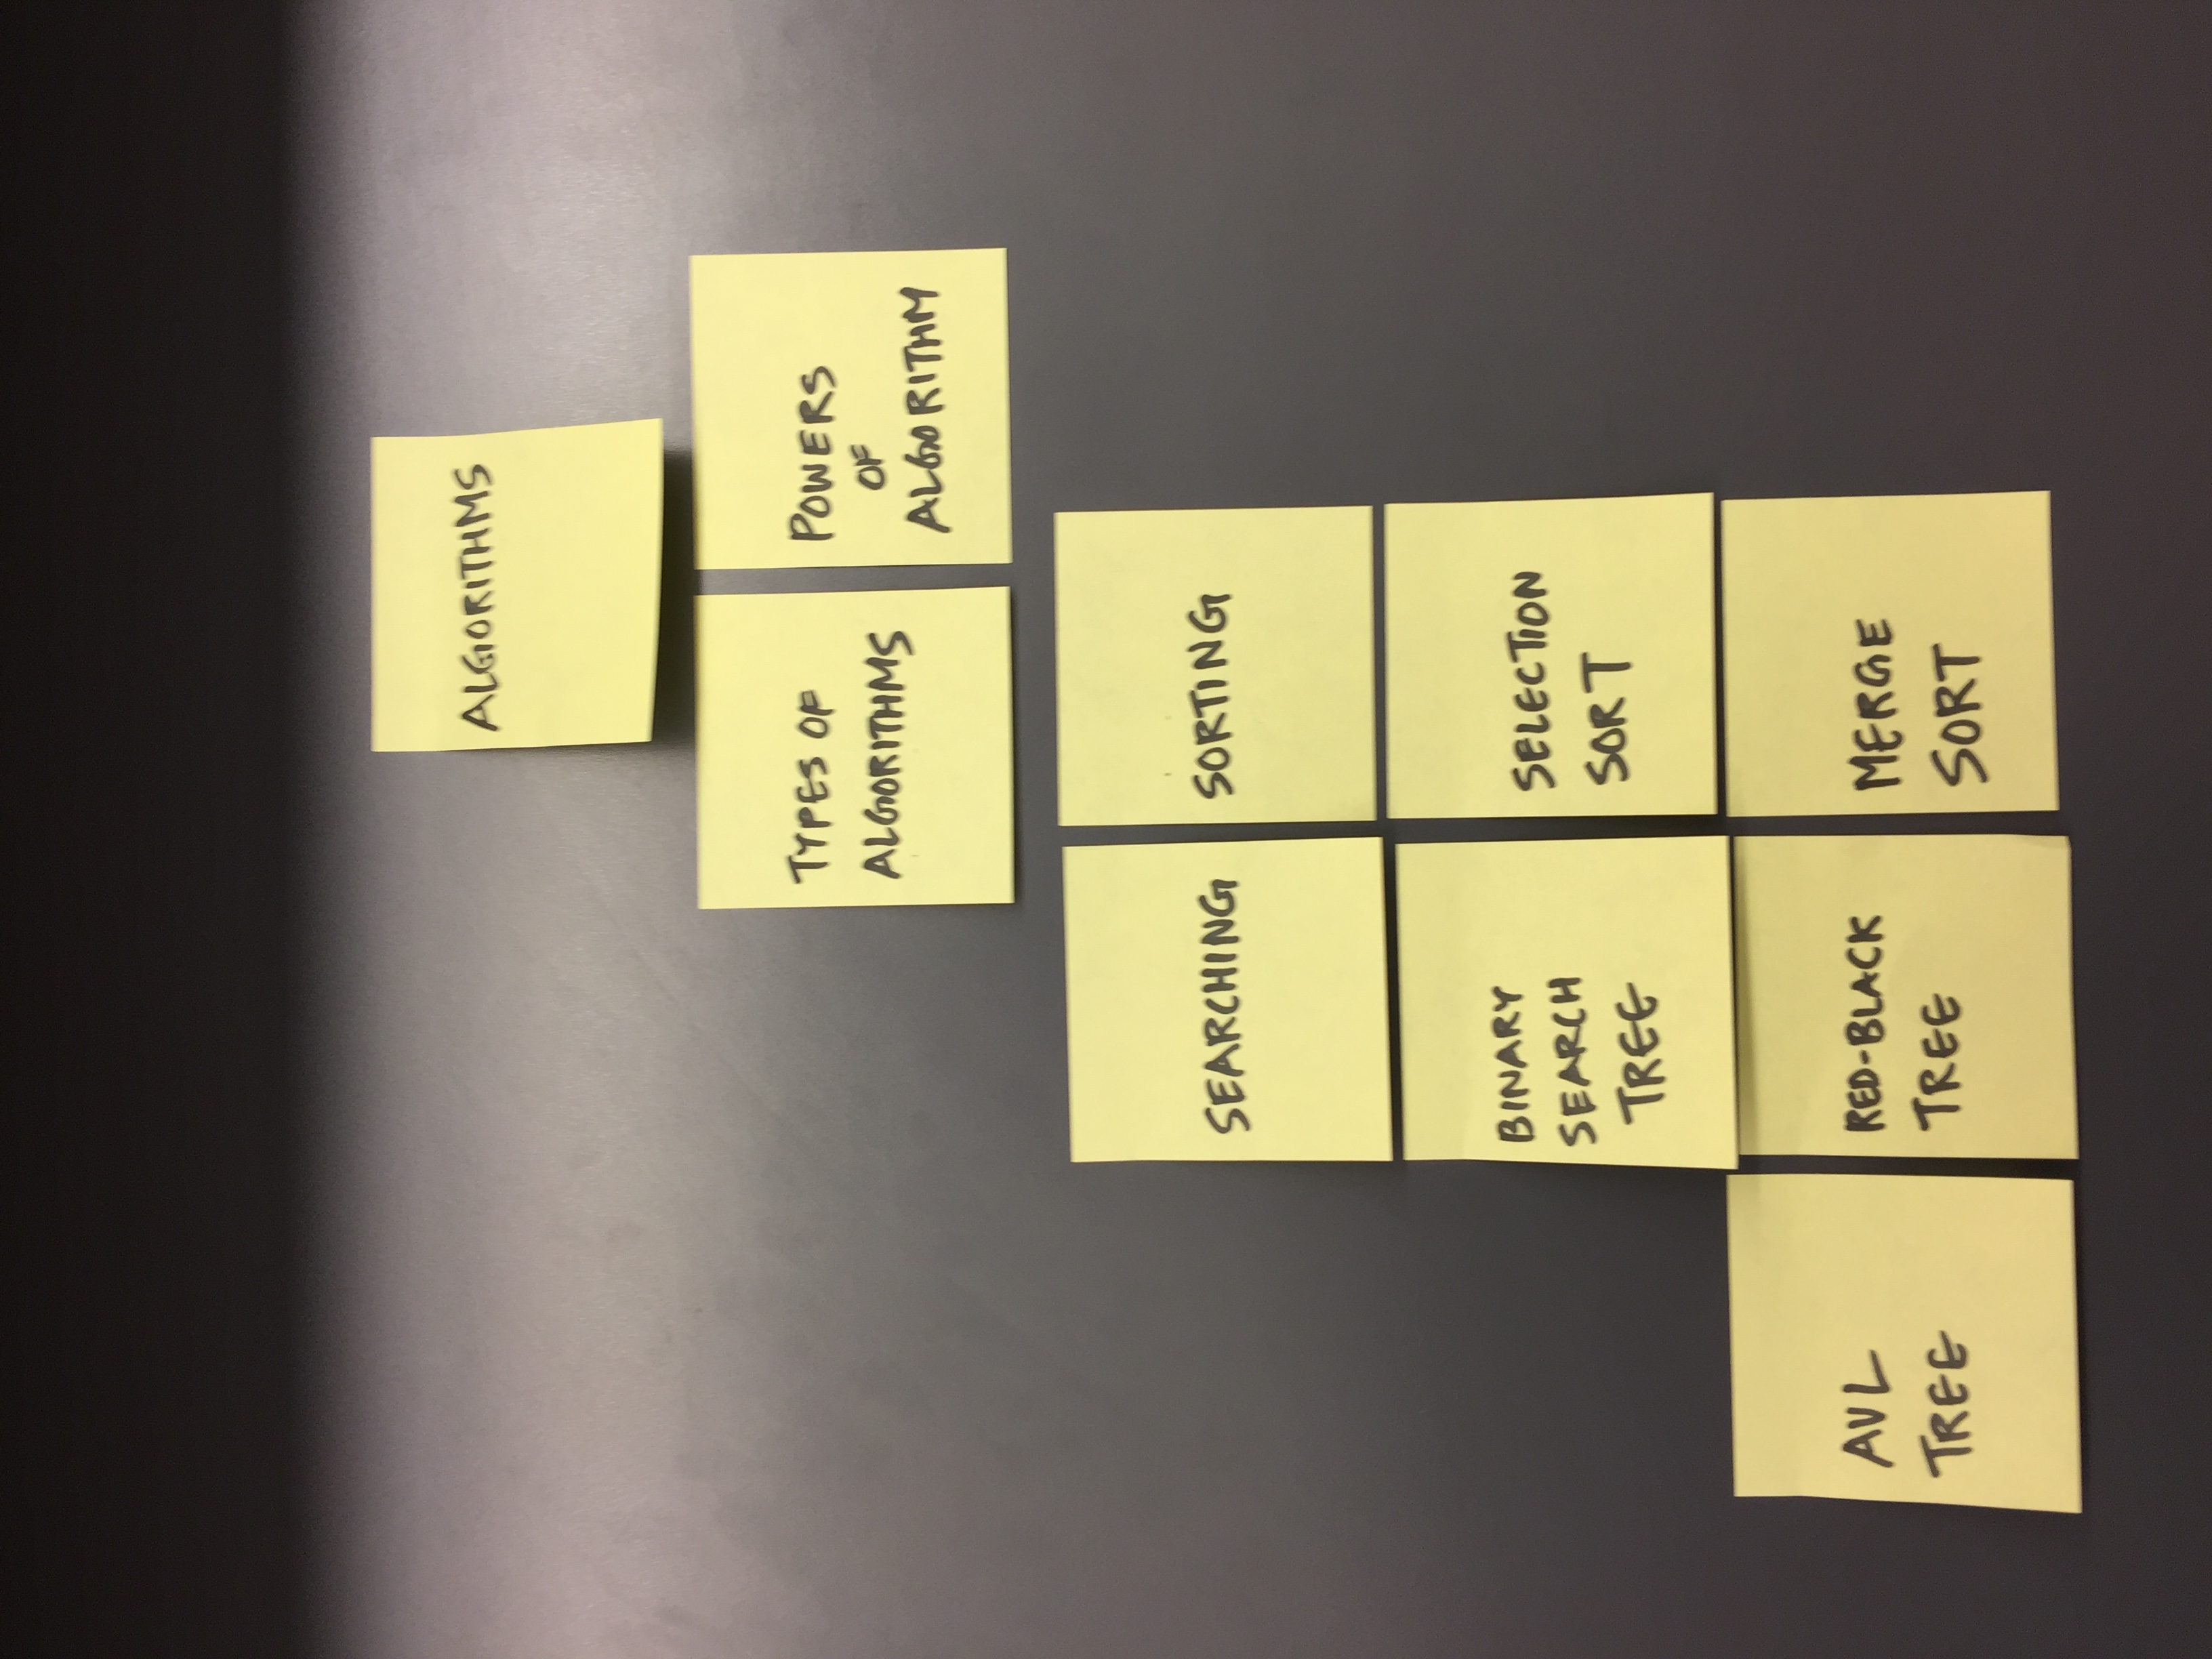 ALGORITHMS
TYPES OF
ALGORITHMS
POWERS
OF
ALGORITHM
SEARCHING
SORTING
BINARY
SEARCH
TREE
SELECTION
SORT
AVL
TREE
RED-BLACK
TREE
MERGE
SORT